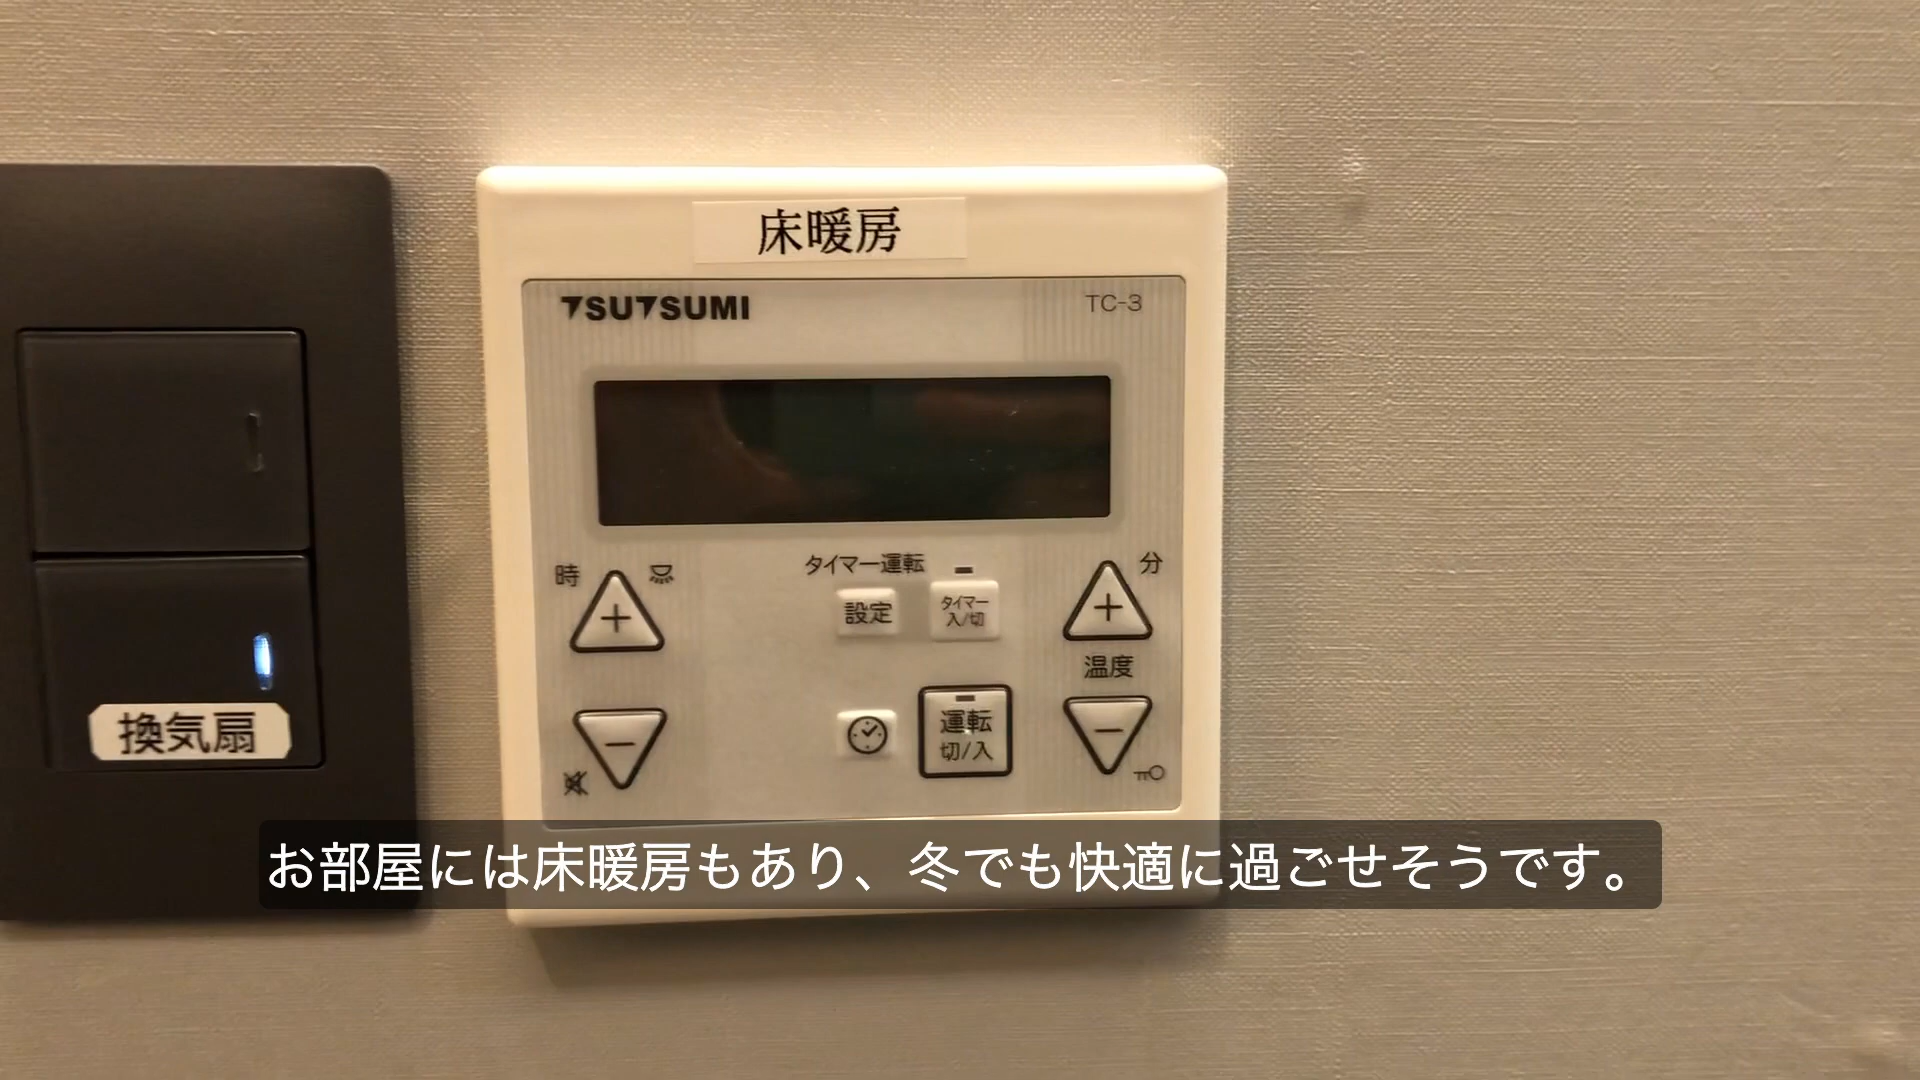 床暖房
TSUTSUMI
TC-3
時
タイマー運転
分
設定
タイマー
入/切
温度
運転
切/入
換気扇
お部屋には床暖房もあり、冬でも快適に過ごせそうです。